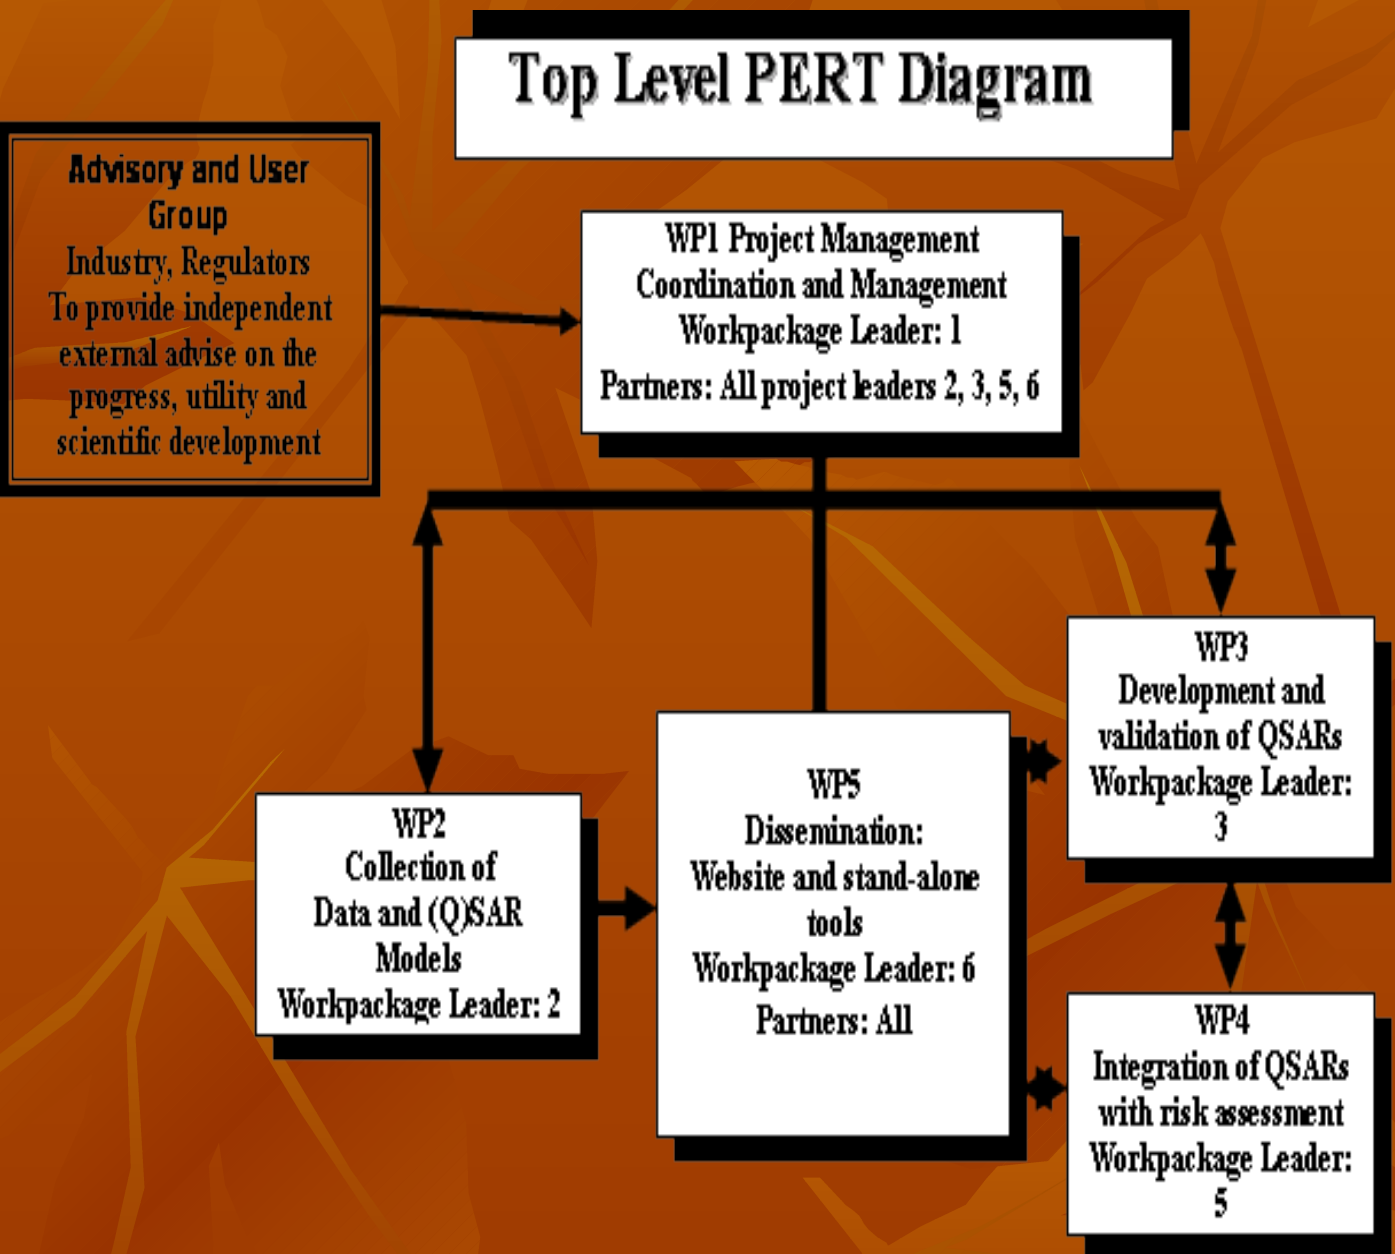 Top Level PERT Diagram
Advisory and User
Group
Industry, Regulators
To provide independent
external advise on the
progress, utility and
scientific development
WP1 Project Management
Coordination and Management
Workpackage Leader: 1
Partners: All project leaders 2, 3, 5, 6
WP2
Collection of
Data and (Q)SAR
Models
Workpackage Leader: 2
WP5
Dissemination:
Website and stand-alone
tools
Workpackage Leader: 6
Partners: All
WP3
Development and
validation of QSARs
Workpackage Leader:
3
WP4
Integration of QSARs
with risk assessment
Workpackage Leader:
5